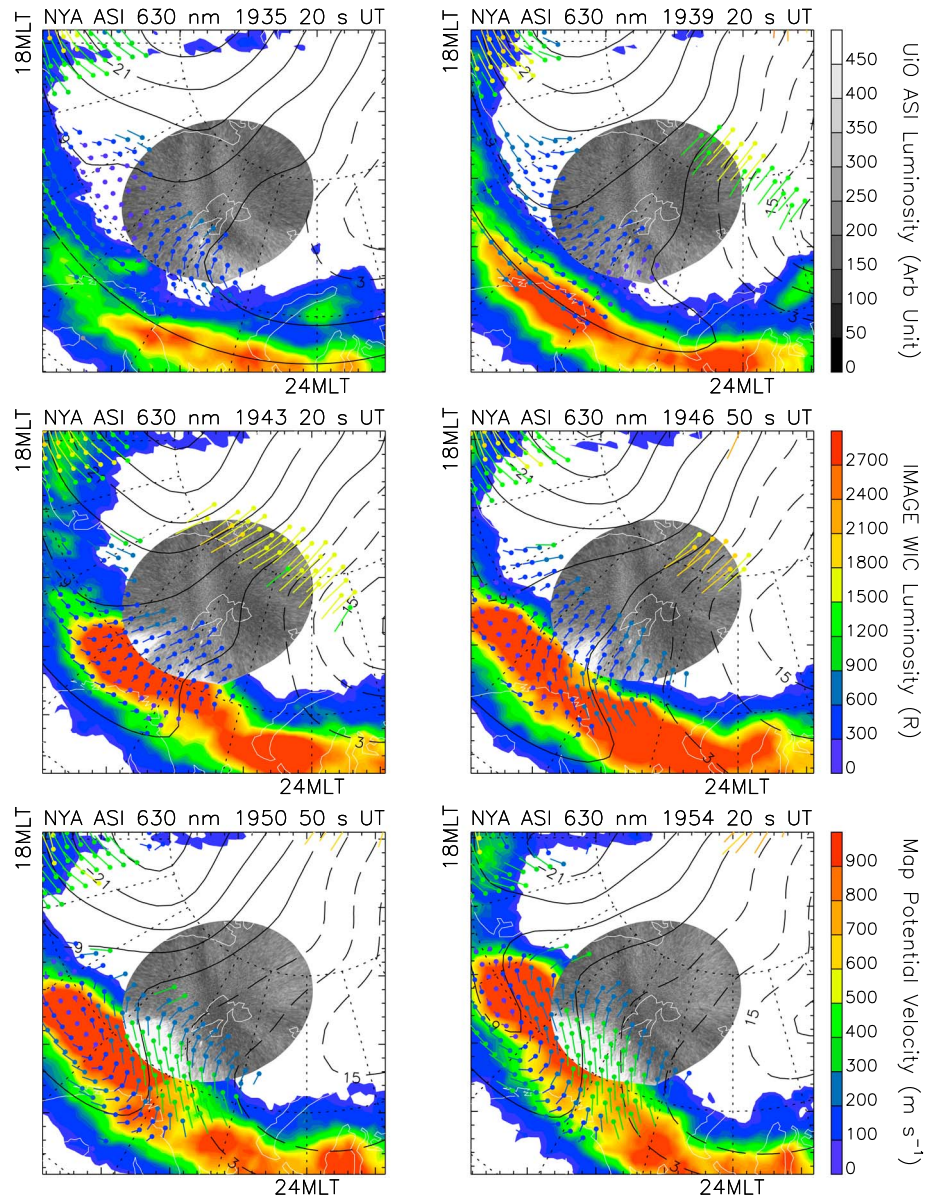 NYA ASI 630 nm 1935 20 s UT
NYA ASI 630 nm 1939 20 s UT
18MLT
21
9
3
24MLT
18MLT
21
15
3
24MLT
450
400
350
300
250
200
150
100
50
0
UiO ASI Luminosity (Arb Unit)
NYA ASI 630 nm 1943 20 s UT
NYA ASI 630 nm 1946 50 s UT
18MLT
-9
15
3
24MLT
18MLT
-9
15
3
24MLT
2700
2400
2100
1800
1500
1200
900
600
300
0
IMAGE WIC Luminosity (R)
NYA ASI 630 nm 1950 50 s UT
NYA ASI 630 nm 1954 20 s UT
18MLT
-9
15
3
24MLT
18MLT
-21
-9
15
3
24MLT
900
800
700
600
500
400
300
200
100
0
Map Potential Velocity (m s⁻¹)